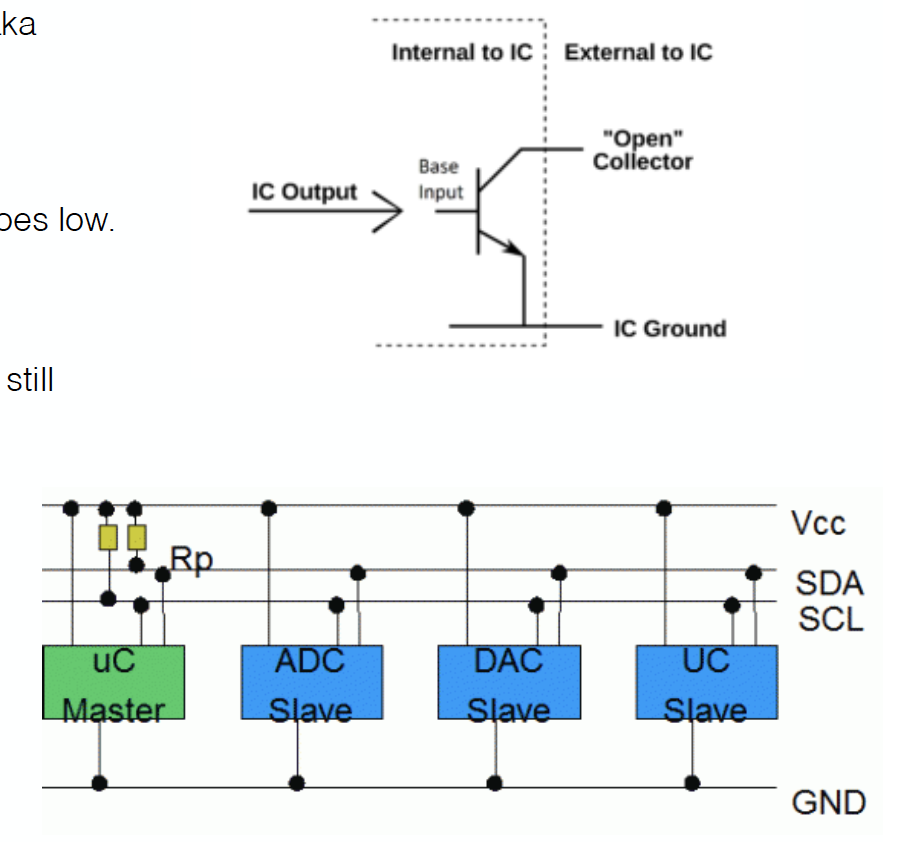 ka
Internal to IC External to IC
"Open"
Collector
Base
Input
IC Output
oes low.
IC Ground
still
Vcc
Rp
SDA
SCL
uC
Master
ADC
Slave
DAC
Slave
UC
Slave
GND